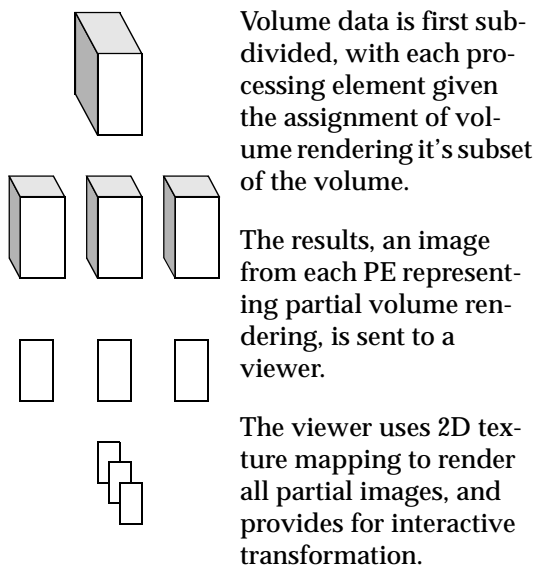 Volume data is first sub-
divided, with each pro-
cessing element given
the assignment of vol-
ume rendering it's subset
of the volume.
The results, an image
from each PE represent-
ing partial volume ren-
dering, is sent to a
viewer.
The viewer uses 2D tex-
ture mapping to render
all partial images, and
provides for interactive
transformation.